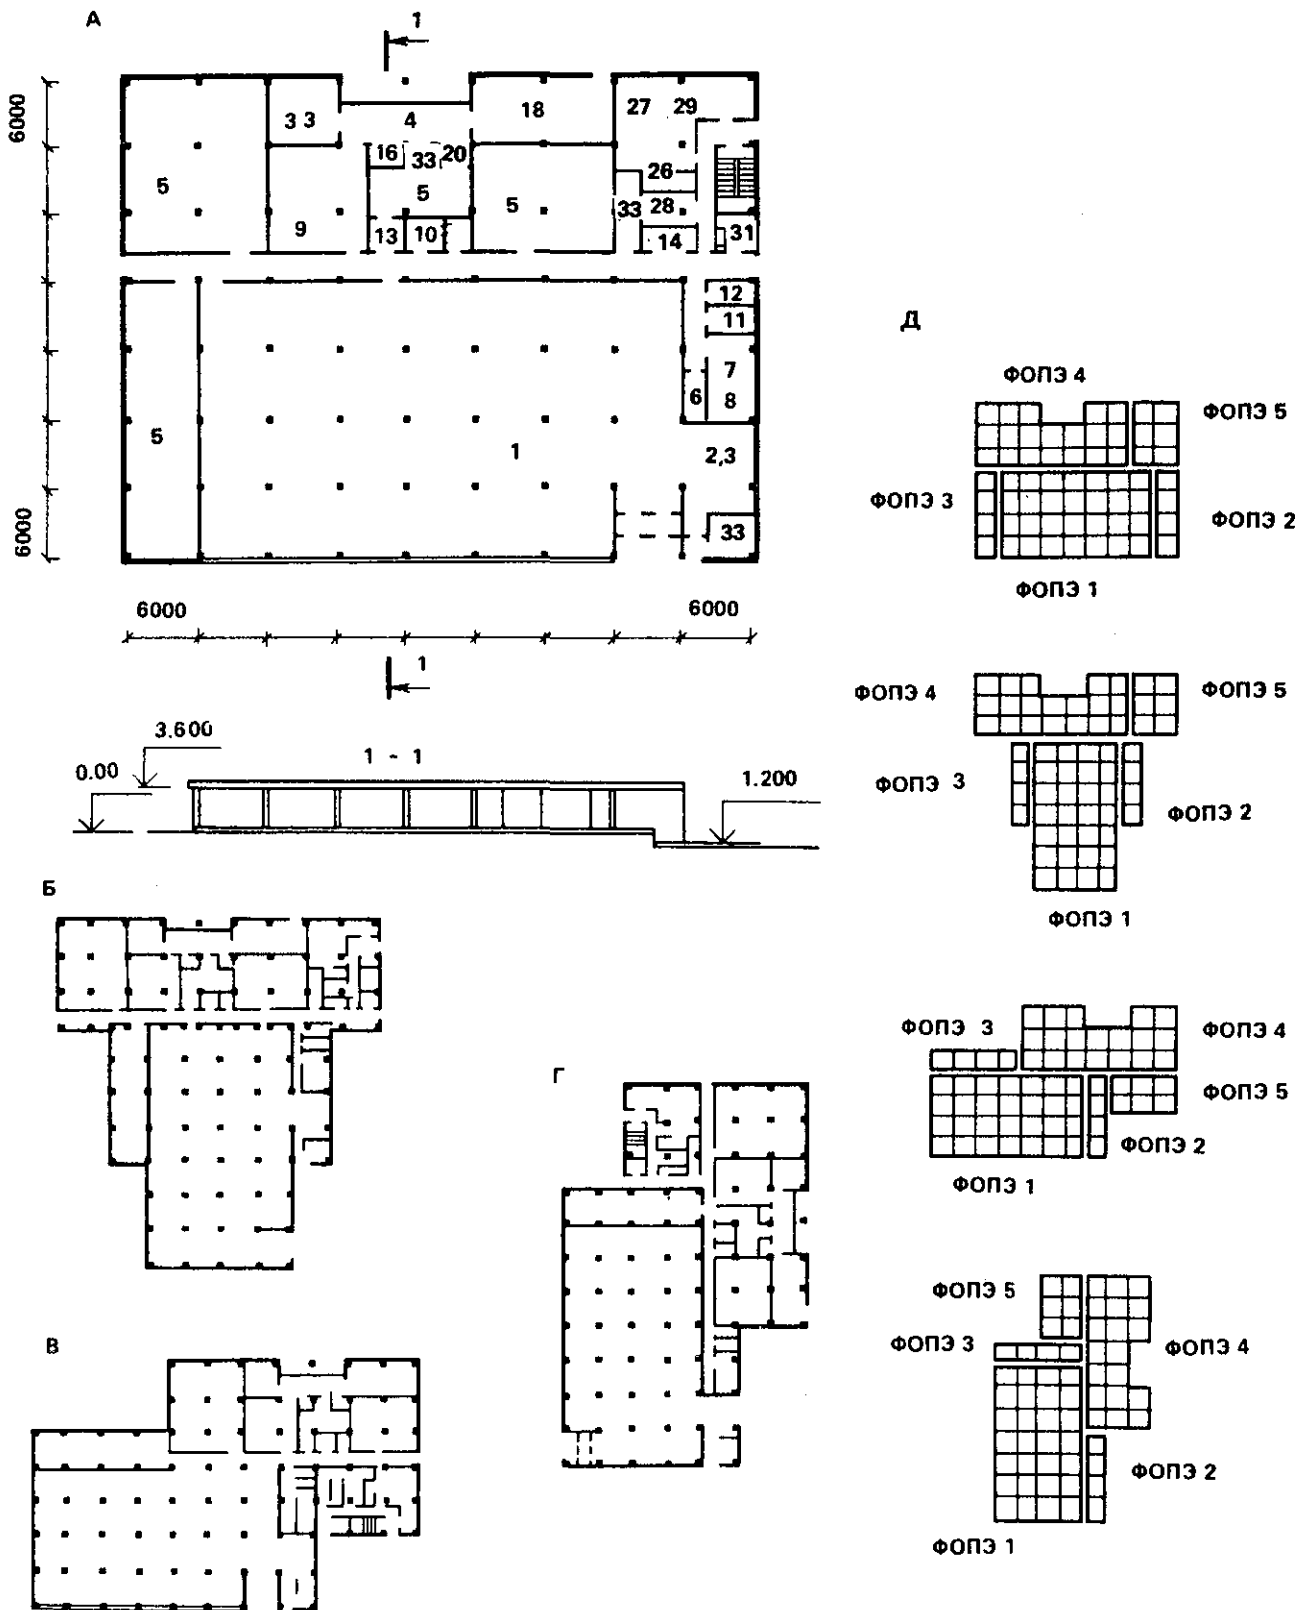 А
1
6000
3 3
4
18
27 29
16
33
20
26
5
5
5
33
28
9
13
10
14
31
12
11
7
6
8
5
1
2,3
6000
33
6000
6000
1
1 - 1
3.600
0.00
1.200
Б
В
Г
Д
ФОПЭ 4
ФОПЭ 5
ФОПЭ 3
ФОПЭ 2
ФОПЭ 1
ФОПЭ 4
ФОПЭ 5
ФОПЭ 3
ФОПЭ 2
ФОПЭ 1
ФОПЭ 3
ФОПЭ 4
ФОПЭ 5
ФОПЭ 2
ФОПЭ 1
ФОПЭ 5
ФОПЭ 3
ФОПЭ 4
ФОПЭ 2
ФОПЭ 1